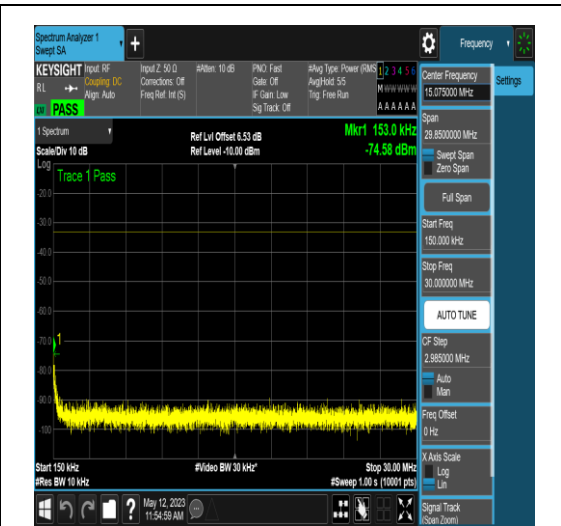 Spectrum Analyzer 1
Swept SA
+
Frequency
KEYSIGHT
RL
PASS
Input: RF
Coupling: DC
Align: Auto
Input Z: 50 Ω
Corrections: Off
Freq Ref: Int (S)
#Atten: 10 dB
PNO: Fast
Gate: Off
IF Gain: Low
Sig Track: Off
#Avg Type: Power (RMS
Avg|Hold: 5/5
Trig: Free Run
1 2 3 4 5 6
M W W W W W
A A A A A A
1 Spectrum
Scale/Div 10 dB
Ref Lvl Offset 6.53 dB
Ref Level -10.00 dBm
Mkr1 153.0 kHz
-74.58 dBm
Log
Trace 1 Pass
-20.0
-30.0
-40.0
-50.0
-60.0
-70.0
1
-80.0
-90.0
-100
Start 150 kHz
#Res BW 10 kHz
#Video BW 30 kHz*
Stop 30.00 MHz
#Sweep 1.00 s (10001 pts)
?
May 12, 2023
11:54:59 AM
Center Frequency
15.075000 MHz
Settings
Span
29.8500000 MHz
Swept Span
Zero Span
Full Span
Start Freq
150.000 kHz
Stop Freq
30.000000 MHz
AUTO TUNE
CF Step
2.985000 MHz
Auto
Man
Freq Offset
0 Hz
X Axis Scale
Log
Lin
Signal Track
(Span Zoom)